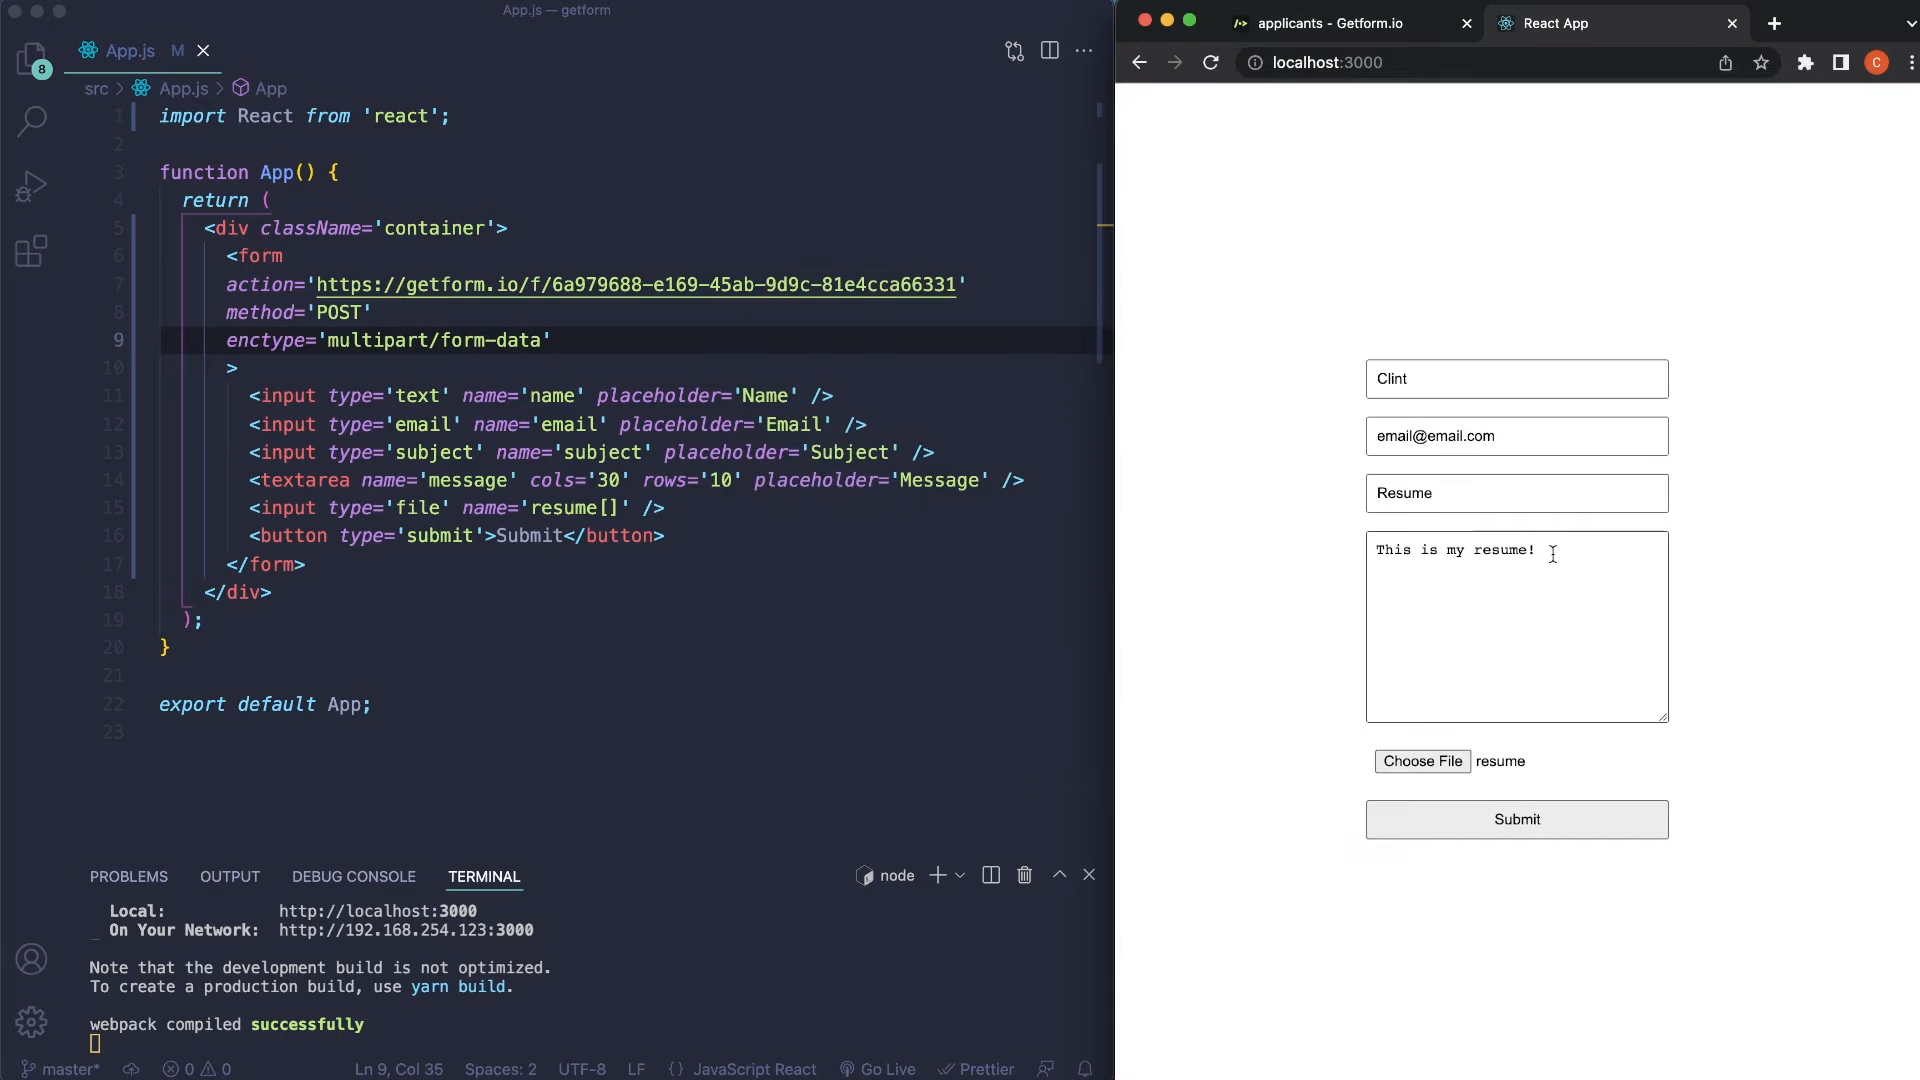 App.js — getform
8
App.js M
src > App.js > App
1 import React from 'react';
2
3 function App() {
4 return (
5 <div className='container'>
6 <form
7 action='https://getform.io/f/6a979688-e169-45ab-9d9c-81e4cca66331'
8 method='POST'
9 enctype='multipart/form-data'
10 >
11 <input type='text' name='name' placeholder='Name' />
12 <input type='email' name='email' placeholder='Email' />
13 <input type='subject' name='subject' placeholder='Subject' />
14 <textarea name='message' cols='30' rows='10' placeholder='Message' />
15 <input type='file' name='resume[]' />
16 <button type='submit'>Submit</button>
17 </form>
18 </div>
19 );
20 }
21
22 export default App;
23
PROBLEMS OUTPUT DEBUG CONSOLE TERMINAL node
Local: http://localhost:3000
On Your Network: http://192.168.254.123:3000
Note that the development build is not optimized.
To create a production build, use yarn build.
webpack compiled successfully
master* 0 0 Ln 9, Col 35 Spaces: 2 UTF-8 LF {} JavaScript React Go Live Prettier
applicants - Getform.io React App
localhost:3000 C
Clint
email@email.com
Resume
This is my resume!
Choose File resume
Submit